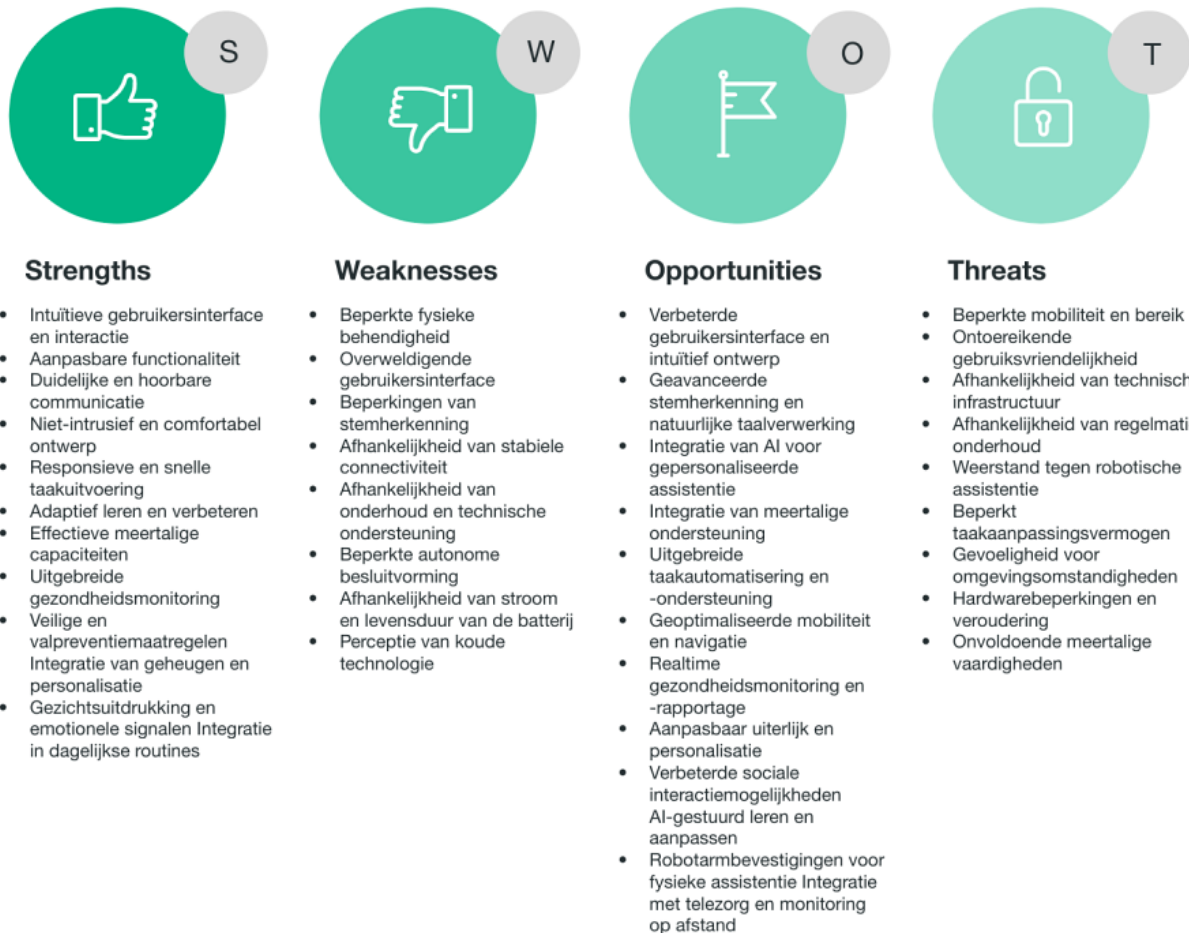 S
W
O
T
Strengths
• Intuïtieve gebruikersinterface
en interactie
• Aanpasbare functionaliteit
• Duidelijke en hoorbare
communicatie
• Niet-intrusief en comfortabel
ontwerp
• Responsieve en snelle
taakuitvoering
• Adaptief leren en verbeteren
• Effectieve meertalige
capaciteiten
• Uitgebreide
gezondheidsmonitoring
• Veilige en
valpreventiemaatregelen
Integratie van geheugen en
personalisatie
• Gezichtsuitdrukking en
emotionele signalen Integratie
in dagelijkse routines
Weaknesses
• Beperkte fysieke
behendigheid
• Overweldigende
gebruikersinterface
• Beperkingen van
stemherkenning
• Afhankelijkheid van stabiele
connectiviteit
• Afhankelijkheid van
onderhoud en technische
ondersteuning
• Beperkte autonome
besluitvorming
• Afhankelijkheid van stroom
en levensduur van de batterij
• Perceptie van koude
technologie
Opportunities
• Verbeterde
gebruikersinterface en
intuïtief ontwerp
• Geavanceerde
stemherkenning en
natuurlijke taalverwerking
• Integratie van AI voor
gepersonaliseerde
assistentie
• Integratie van meertalige
ondersteuning
• Uitgebreide
taakautomatisering en
-ondersteuning
• Geoptimaliseerde mobiliteit
en navigatie
• Realtime
gezondheidsmonitoring en
-rapportage
• Aanpasbaar uiterlijk en
personalisatie
• Verbeterde sociale
interactiemogelijkheden
AI-gestuurd leren en
aanpassen
• Robotarmbevestigingen voor
fysieke assistentie Integratie
met telezorg en monitoring
op afstand
Threats
• Beperkte mobiliteit en bereik
• Ontoereikende
gebruiksvriendelijkheid
• Afhankelijkheid van technisch
infrastructuur
• Afhankelijkheid van regelmati
onderhoud
• Weerstand tegen robotische
assistentie
• Beperkt
taakaanpassingsvermogen
• Gevoeligheid voor
omgevingsomstandigheden
• Hardwarebeperkingen en
veroudering
• Onvoldoende meertalige
vaardigheden